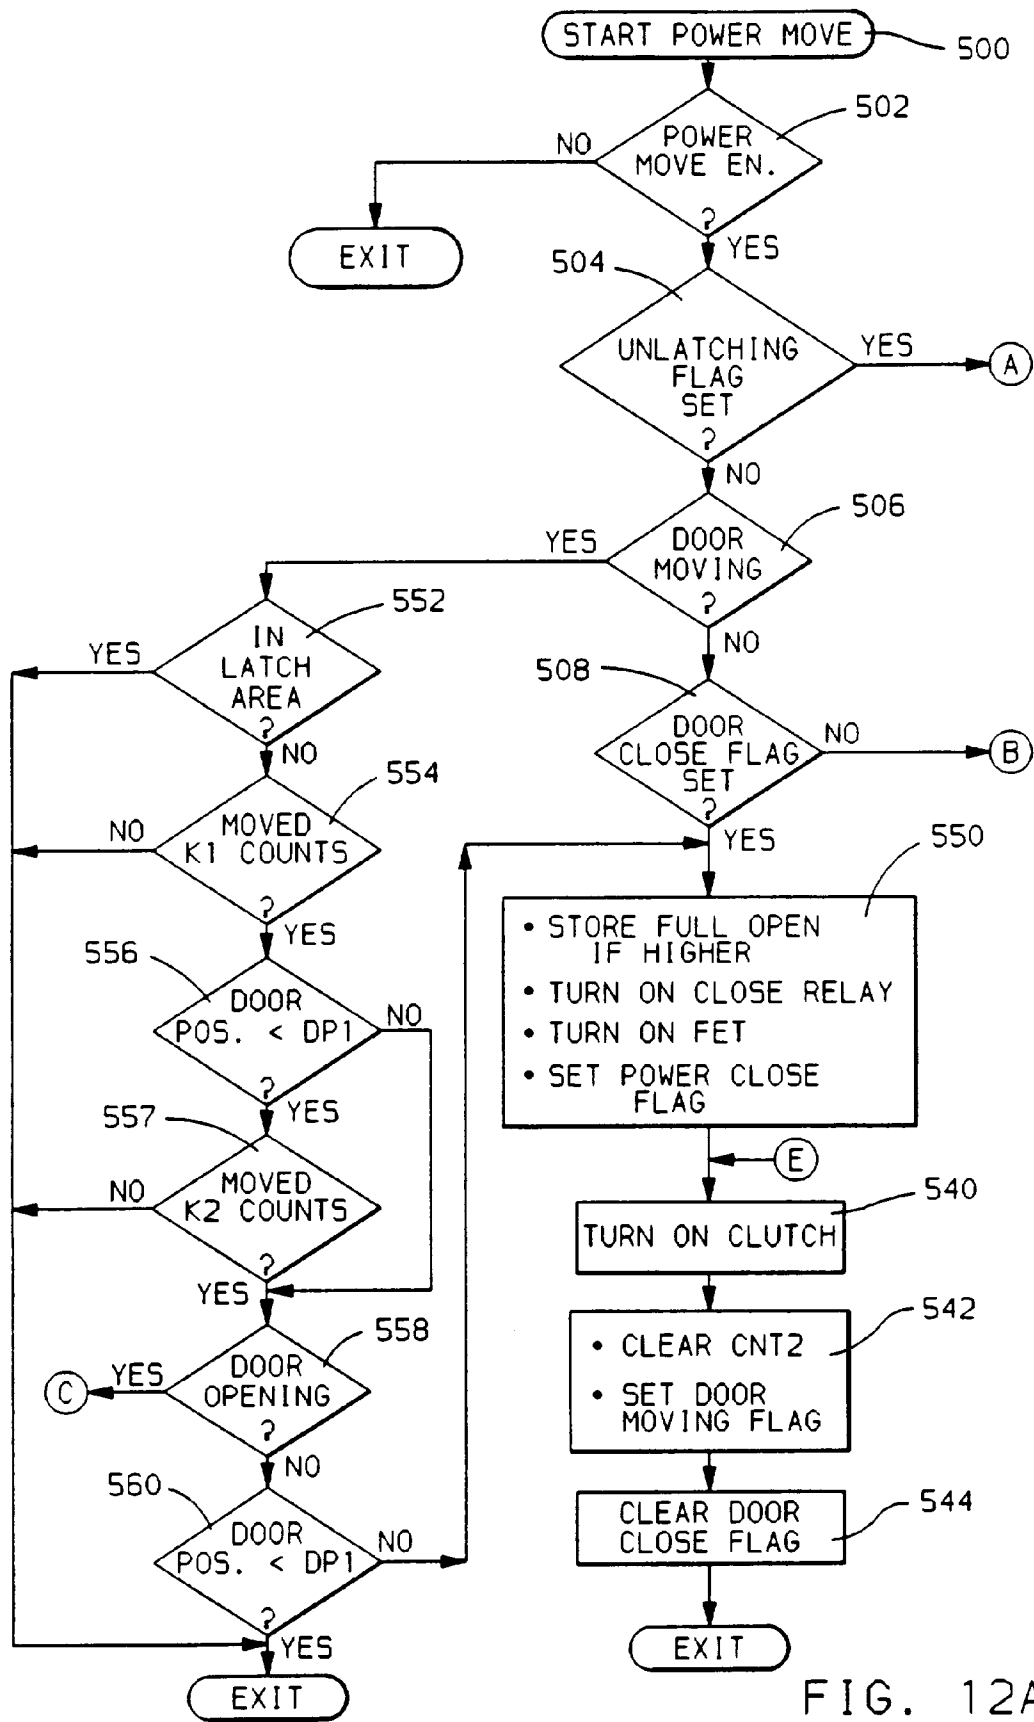 START POWER MOVE
500
502
POWER
MOVE EN.
?
NO
YES
EXIT
504
UNLATCHING
FLAG
SET
?
YES
A
NO
506
DOOR
MOVING
?
YES
NO
552
IN
LATCH
AREA
?
YES
NO
508
DOOR
CLOSE FLAG
SET
?
NO
B
YES
554
MOVED
K1 COUNTS
?
NO
YES
550
• STORE FULL OPEN
IF HIGHER
• TURN ON CLOSE RELAY
• TURN ON FET
• SET POWER CLOSE
FLAG
556
DOOR
POS. < DP1
?
NO
YES
557
MOVED
K2 COUNTS
?
NO
YES
E
540
TURN ON CLUTCH
558
DOOR
OPENING
?
YES
C
NO
542
• CLEAR CNT2
• SET DOOR
MOVING FLAG
560
DOOR
POS. < DP1
?
NO
YES
EXIT
544
CLEAR DOOR
CLOSE FLAG
EXIT
FIG. 12A